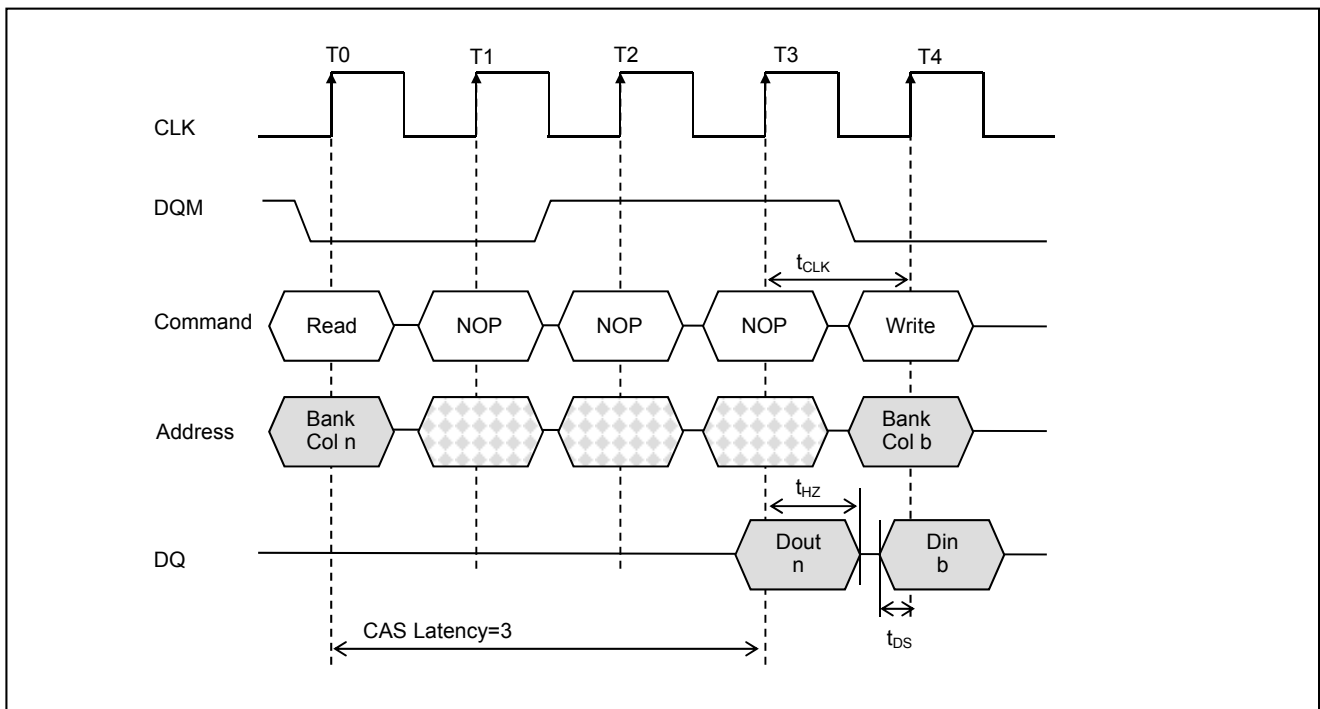 T0 T1 T2 T3 T4
CLK
DQM
tCLK
Command Read NOP NOP NOP Write
Address Bank Col n Bank Col b
tHZ
DQ Dout n Din b
CAS Latency=3
tDS